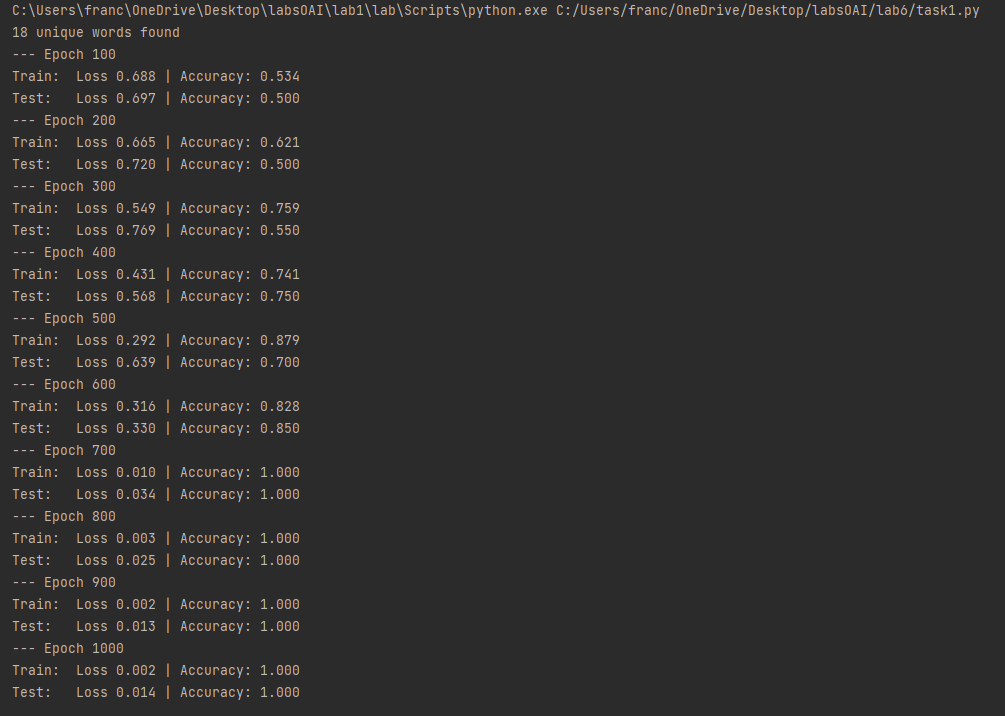 C:\Users\franc\OneDrive\Desktop\labsOAI\lab1\lab\Scripts\python.exe C:/Users/franc/OneDrive/Desktop/labsOAI/lab6/task1.py
18 unique words found
--- Epoch 100
Train:  Loss 0.688 | Accuracy: 0.534
Test:   Loss 0.697 | Accuracy: 0.500
--- Epoch 200
Train:  Loss 0.665 | Accuracy: 0.621
Test:   Loss 0.720 | Accuracy: 0.500
--- Epoch 300
Train:  Loss 0.549 | Accuracy: 0.759
Test:   Loss 0.769 | Accuracy: 0.550
--- Epoch 400
Train:  Loss 0.431 | Accuracy: 0.741
Test:   Loss 0.568 | Accuracy: 0.750
--- Epoch 500
Train:  Loss 0.292 | Accuracy: 0.879
Test:   Loss 0.639 | Accuracy: 0.700
--- Epoch 600
Train:  Loss 0.316 | Accuracy: 0.828
Test:   Loss 0.330 | Accuracy: 0.850
--- Epoch 700
Train:  Loss 0.010 | Accuracy: 1.000
Test:   Loss 0.034 | Accuracy: 1.000
--- Epoch 800
Train:  Loss 0.003 | Accuracy: 1.000
Test:   Loss 0.025 | Accuracy: 1.000
--- Epoch 900
Train:  Loss 0.002 | Accuracy: 1.000
Test:   Loss 0.013 | Accuracy: 1.000
--- Epoch 1000
Train:  Loss 0.002 | Accuracy: 1.000
Test:   Loss 0.014 | Accuracy: 1.000